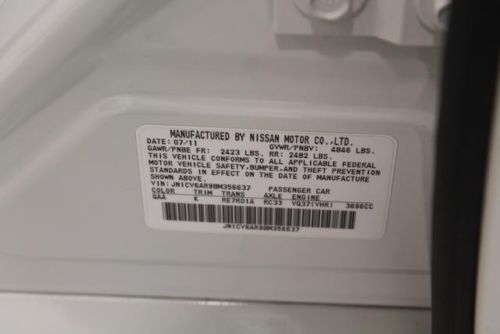 MANUFACTURED BY NISSAN MOTOR CO.,LTD.
DATE: 07/11 GVWR/PNBV: 4846 LBS.
GAWR/PNBE FR: 2423 LBS. RR: 2482 LBS.
THIS VEHICLE CONFORMS TO ALL APPLICABLE FEDERAL
MOTOR VEHICLE SAFETY, BUMPER, AND THEFT PREVENTION
STANDARDS IN EFFECT ON THE DATE OF MANUFACTURE
SHOWN ABOVE.
VIN: JN1CV6AR9BM356637 PASSENGER CAR
COLOR TRIM TRANS AXLE ENGINE
QAA K RE7R01A RC33 VQ37(VHR) 3696CC
JN1CV6AR9BM356637